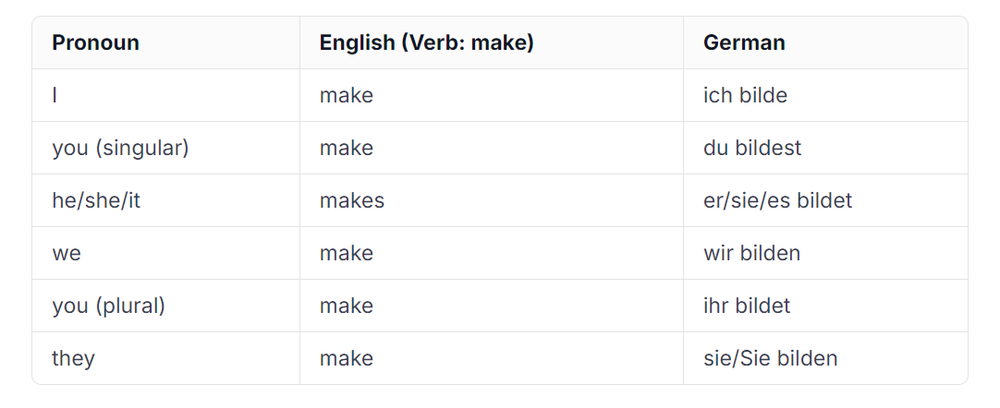 Pronoun English (Verb: make) German
I make ich bilde
you (singular) make du bildest
he/she/it makes er/sie/es bildet
we make wir bilden
you (plural) make ihr bildet
they make sie/Sie bilden